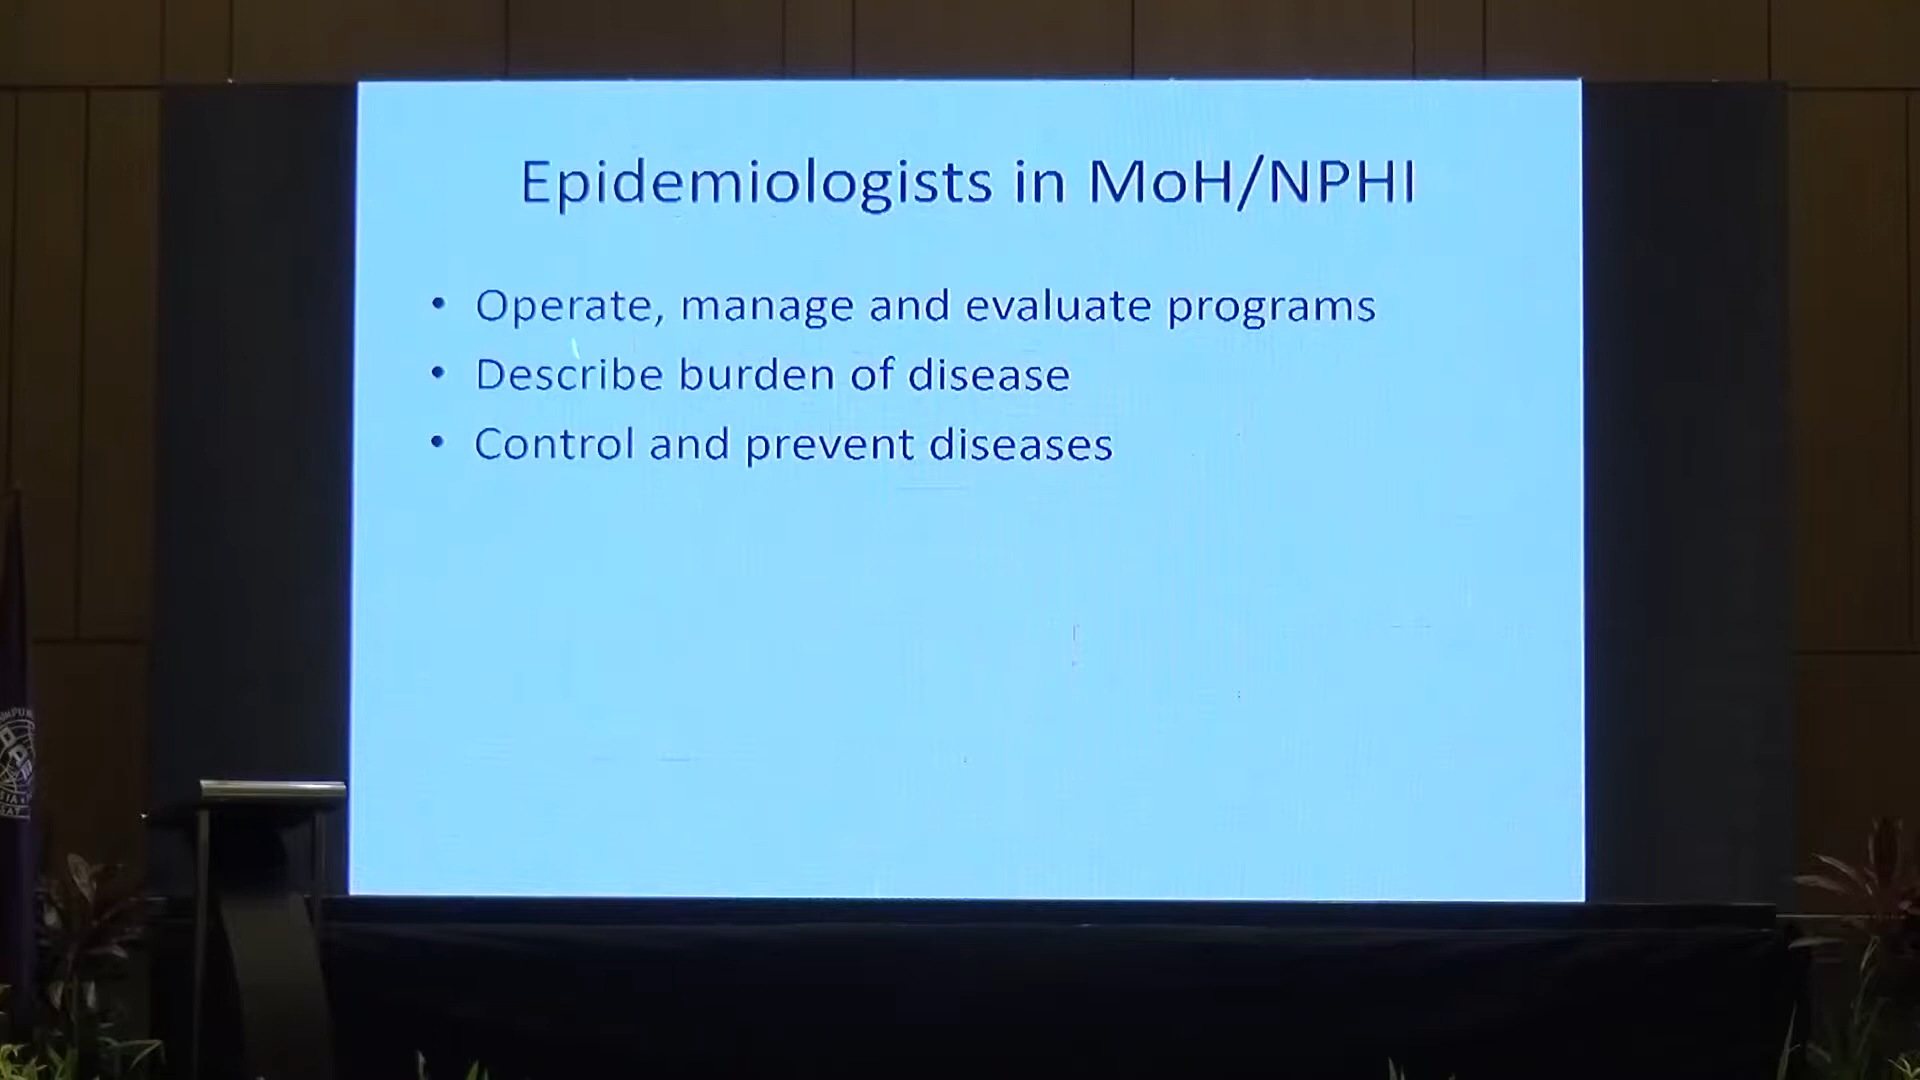 Epidemiologists in MoH/NPHI
• Operate, manage and evaluate programs
• Describe burden of disease
• Control and prevent diseases